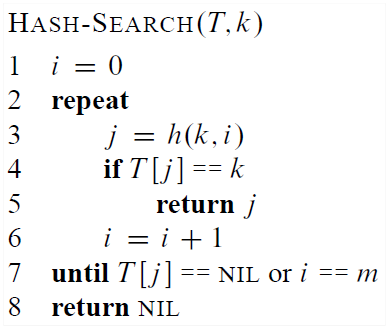 HASH-SEARCH(T, k)
1 i = 0
2 repeat
3 j = h(k, i)
4 if T[j] == k
5 return j
6 i = i + 1
7 until T[j] == NIL or i == m
8 return NIL